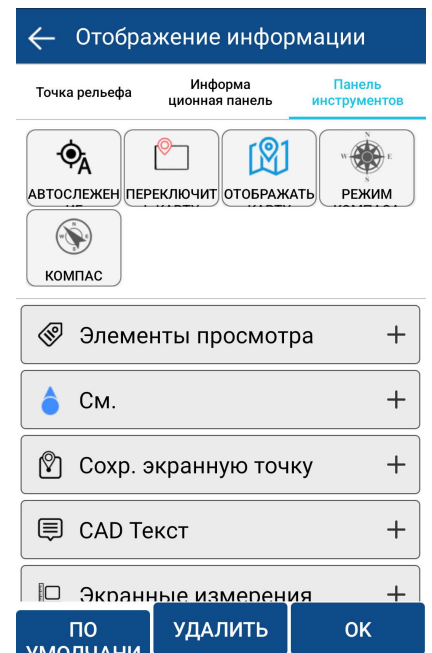 Отображение информации
Точка рельефа
Информа
ционная панель
Панель
инструментов
АВТОСЛЕЖЕН
ПЕРЕКЛЮЧИТ
ОТОБРАЖАТЬ
РЕЖИМ
N
W
E
S
КОМПАС
Элементы просмотра
См.
Сохр. экранную точку
CAD Текст
Экранные измерения
ПО
УМОЛЧАНИ
УДАЛИТЬ
OK